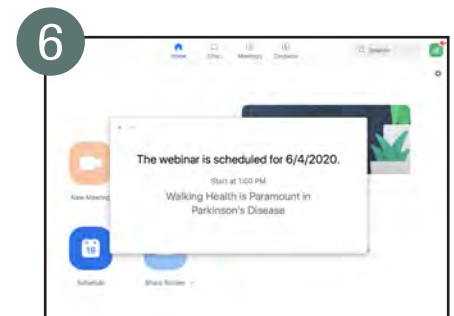 6
Home Chat Meetings Contacts Search
The webinar is scheduled for 6/4/2020.
Start at 1:00 PM
Walking Health is Paramount in
Parkinson's Disease
New Meeting
19
Schedule Share Screen